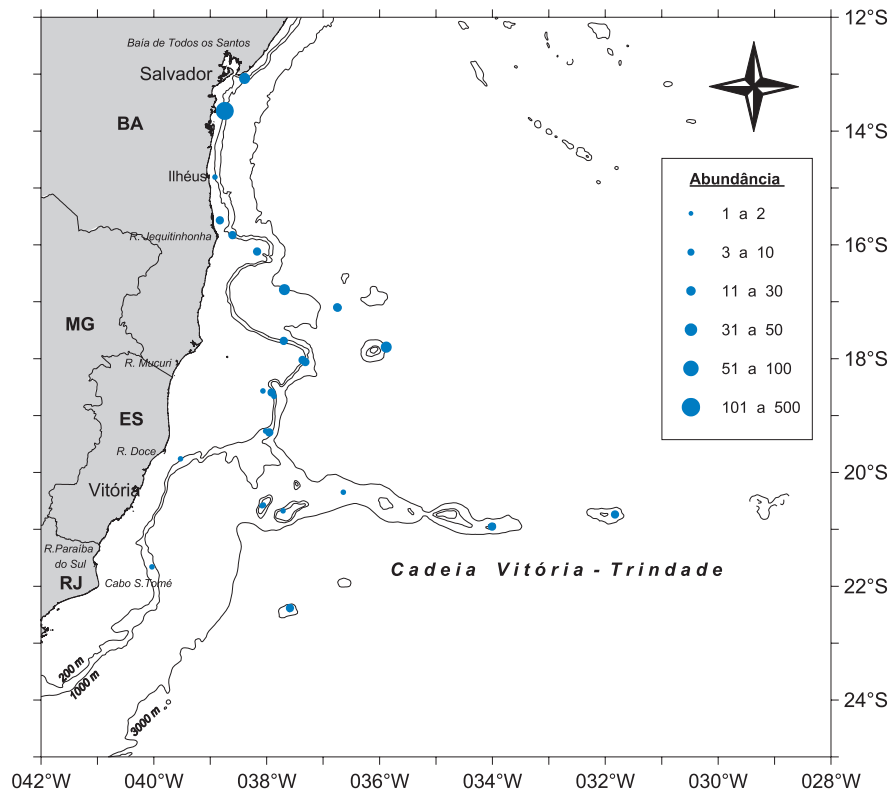 12°S
Baía de Todos os Santos
Salvador
BA
14°S
Abundância
Ilhéus
1 a 2
R. Jequitinhonha
16°S
3 a 10
11 a 30
MG
31 a 50
R. Mucuri
18°S
51 a 100
ES
101 a 500
R. Doce
20°S
Vitória
R.Paraíba
do Sul
Cadeia Vitória - Trindade
RJ
Cabo S.Tomé
22°S
200 m
1000 m
3000 m
24°S
042°W 040°W 038°W 036°W 034°W 032°W 030°W 028°W